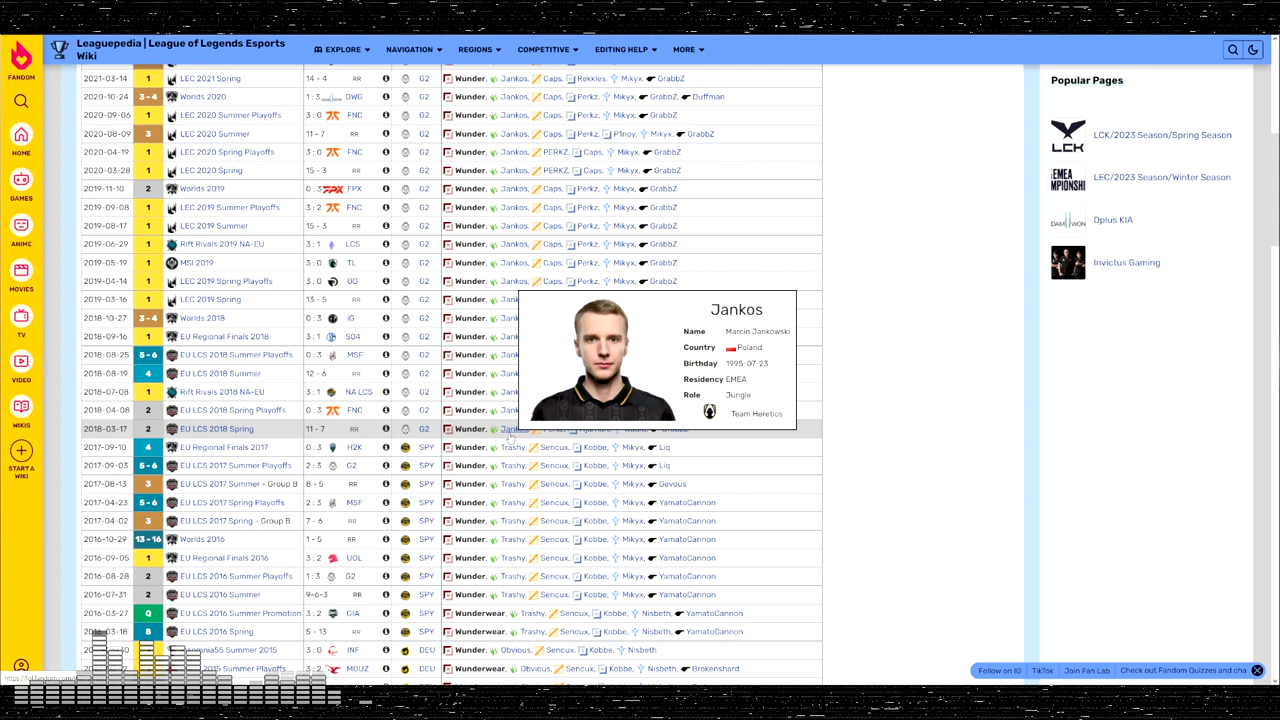 Leaguepedia | League of Legends Esports Wiki
EXPLORE NAVIGATION REGIONS COMPETITIVE EDITING HELP MORE
FANDOM
HOME
GAMES
ANIME
MOVIES
TV
VIDEO
WIKIS
START A WIKI
2021-03-14 1 LEC 2021 Spring 14 - 4 RR G2 Wunder, Jankos, Caps, Rekkles, Mikyx, GrabbZ
2020-10-24 3 - 4 Worlds 2020 1 : 3 DWG G2 Wunder, Jankos, Caps, Perkz, Mikyx, GrabbZ, Duffman
2020-09-06 1 LEC 2020 Summer Playoffs 3 : 0 FNC G2 Wunder, Jankos, Caps, Perkz, Mikyx, GrabbZ
2020-08-09 3 LEC 2020 Summer 11 - 7 RR G2 Wunder, Jankos, Caps, Perkz, P1noy, Mikyx, GrabbZ
2020-04-19 1 LEC 2020 Spring Playoffs 3 : 0 FNC G2 Wunder, Jankos, PERKZ, Caps, Mikyx, GrabbZ
2020-03-28 1 LEC 2020 Spring 15 - 3 RR G2 Wunder, Jankos, PERKZ, Caps, Mikyx, GrabbZ
2019-11-10 2 Worlds 2019 0 : 3 FPX G2 Wunder, Jankos, Caps, Perkz, Mikyx, GrabbZ
2019-09-08 1 LEC 2019 Summer Playoffs 3 : 2 FNC G2 Wunder, Jankos, Caps, Perkz, Mikyx, GrabbZ
2019-08-17 1 LEC 2019 Summer 15 - 3 RR G2 Wunder, Jankos, Caps, Perkz, Mikyx, GrabbZ
2019-06-29 1 Rift Rivals 2019 NA-EU 3 : 1 LCS G2 Wunder, Jankos, Caps, Perkz, Mikyx, GrabbZ
2019-05-19 1 MSI 2019 3 : 0 TL G2 Wunder, Jankos, Caps, Perkz, Mikyx, GrabbZ
2019-04-14 1 LEC 2019 Spring Playoffs 3 : 0 OG G2 Wunder, Jankos, Caps, Perkz, Mikyx, GrabbZ
2019-03-16 1 LEC 2019 Spring 13 - 5 RR G2 Wunder, Jank
2018-10-27 3 - 4 Worlds 2018 0 : 3 iG G2 Wunder, Jank
2018-09-16 1 EU Regional Finals 2018 3 : 1 S04 G2 Wunder, Jank
2018-08-25 5 - 6 EU LCS 2018 Summer Playoffs 0 : 3 MSF G2 Wunder, Jank
2018-08-19 4 EU LCS 2018 Summer 12 - 6 RR G2 Wunder, Jank
2018-07-08 1 Rift Rivals 2018 NA-EU 3 : 1 NA LCS G2 Wunder, Jank
2018-04-08 2 EU LCS 2018 Spring Playoffs 0 : 3 FNC G2 Wunder, Jank
2018-03-17 2 EU LCS 2018 Spring 11 - 7 RR G2 Wunder, Jankos
2017-09-10 4 EU Regional Finals 2017 0 : 3 H2K SPY Wunder, Trashy, Sencux, Kobbe, Mikyx, Liq
2017-09-03 5-6 EU LCS 2017 Summer Playoffs 2 : 3 G2 SPY Wunder, Trashy, Sencux, Kobbe, Mikyx, Liq
2017-08-13 3 EU LCS 2017 Summer - Group B 8 - 5 RR SPY Wunder, Trashy, Sencux, Kobbe, Mikyx, Gevous
2017-04-23 5 - 6 EU LCS 2017 Spring Playoffs 2 : 3 MSF SPY Wunder, Trashy, Sencux, Kobbe, Mikyx, YamatoCannon
2017-04-02 3 EU LCS 2017 Spring - Group B 7 - 6 RR SPY Wunder, Trashy, Sencux, Kobbe, Mikyx, YamatoCannon
2016-10-29 13 - 16 Worlds 2016 1 - 5 RR SPY Wunder, Trashy, Sencux, Kobbe, Mikyx, YamatoCannon
2016-09-05 1 EU Regional Finals 2016 3 : 2 UOL SPY Wunder, Trashy, Sencux, Kobbe, Mikyx, YamatoCannon
2016-08-28 2 EU LCS 2016 Summer Playoffs 1 : 3 G2 SPY Wunder, Trashy, Sencux, Kobbe, Mikyx, YamatoCannon
2016-07-31 2 EU LCS 2016 Summer 9-6-3 RR SPY Wunder, Trashy, Sencux, Kobbe, Mikyx, YamatoCannon
2016-03-27 Q EU LCS 2016 Summer Promotion 3 : 2 GIA SPY Wunderwear, Trashy, Sencux, Kobbe, Nisbeth, YamatoCannon
2016-03-18 8 EU LCS 2016 Spring 5 - 13 RR SPY Wunderwear, Trashy, Sencux, Kobbe, Nisbeth, YamatoCannon
Summer 2015 3 : 0 INF DEU Wunder, Obvious, Sencux, Kobbe, Nisbeth
2015 Summer Playoffs 3 : 2 MOUZ DEU Wunderwear, Obvious, Sencux, Kobbe, Nisbeth, Brokenshard
Jankos
Name Marcin Jankowski
Country Poland
Birthday 1995-07-23
Residency EMEA
Role Jungle
Team Heretics
Popular Pages
LCK
LCK/2023 Season/Spring Season
LEC/2023 Season/Winter Season
Dplus KIA
Invictus Gaming
Follow on IG TikTok Join Fan Lab Check out Fandom Quizzes and cha